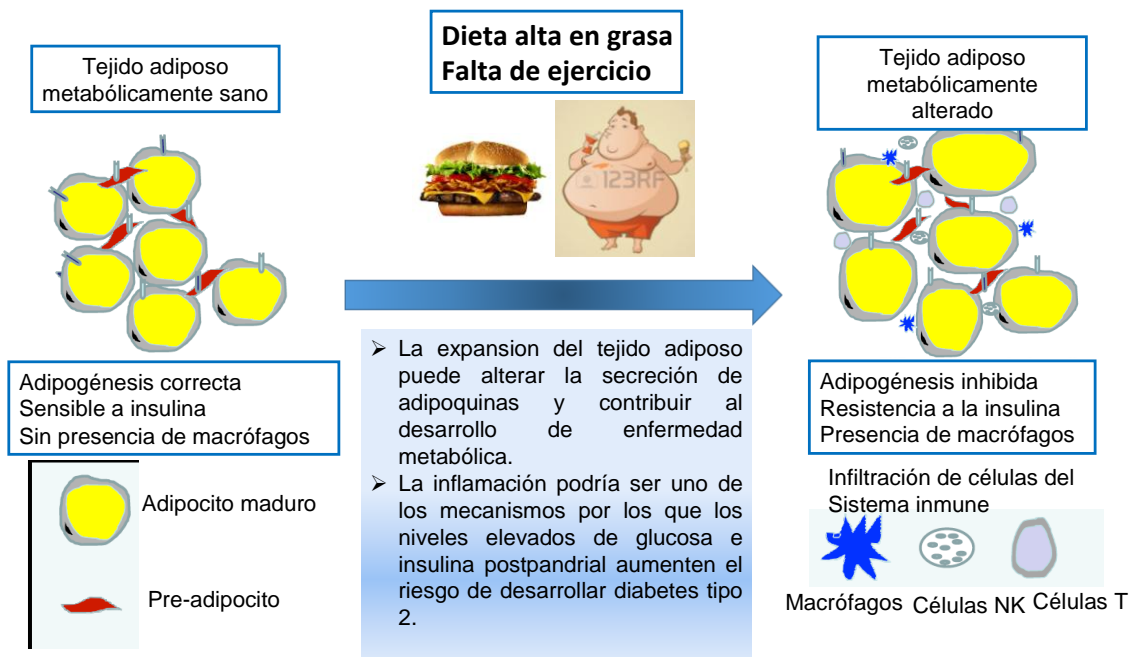 Tejido adiposo
metabólicamente sano
Dieta alta en grasa
Falta de ejercicio
123RF
Tejido adiposo
metabólicamente
alterado
Adipogénesis correcta
Sensible a insulina
Sin presencia de macrófagos
➢ La expansion del tejido adiposo
puede alterar la secreción de
adipoquinas y contribuir al
desarrollo de enfermedad
metabólica.
➢ La inflamación podría ser uno de
los mecanismos por los que los
niveles elevados de glucosa e
insulina postpandrial aumenten el
riesgo de desarrollar diabetes tipo
2.
Adipogénesis inhibida
Resistencia a la insulina
Presencia de macrófagos
Adipocito maduro
Pre-adipocito
Infiltración de células del
Sistema inmune
Macrófagos Células NK Células T